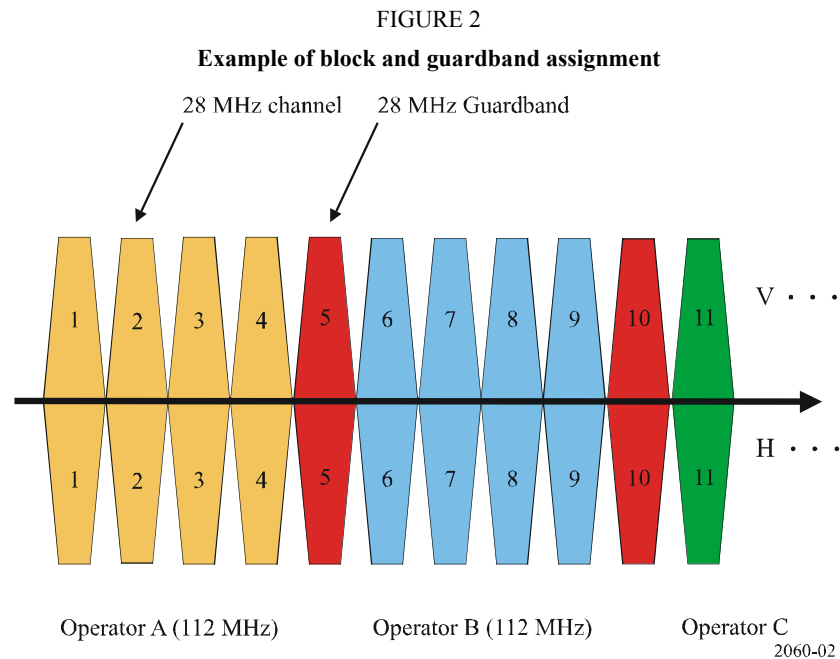 FIGURE 2
Example of block and guardband assignment
28 MHz channel 28 MHz Guardband
1 2 3 4 5 6 7 8 9 10 11 V · · ·
1 2 3 4 5 6 7 8 9 10 11 H · · ·
Operator A (112 MHz) Operator B (112 MHz) Operator C
2060-02